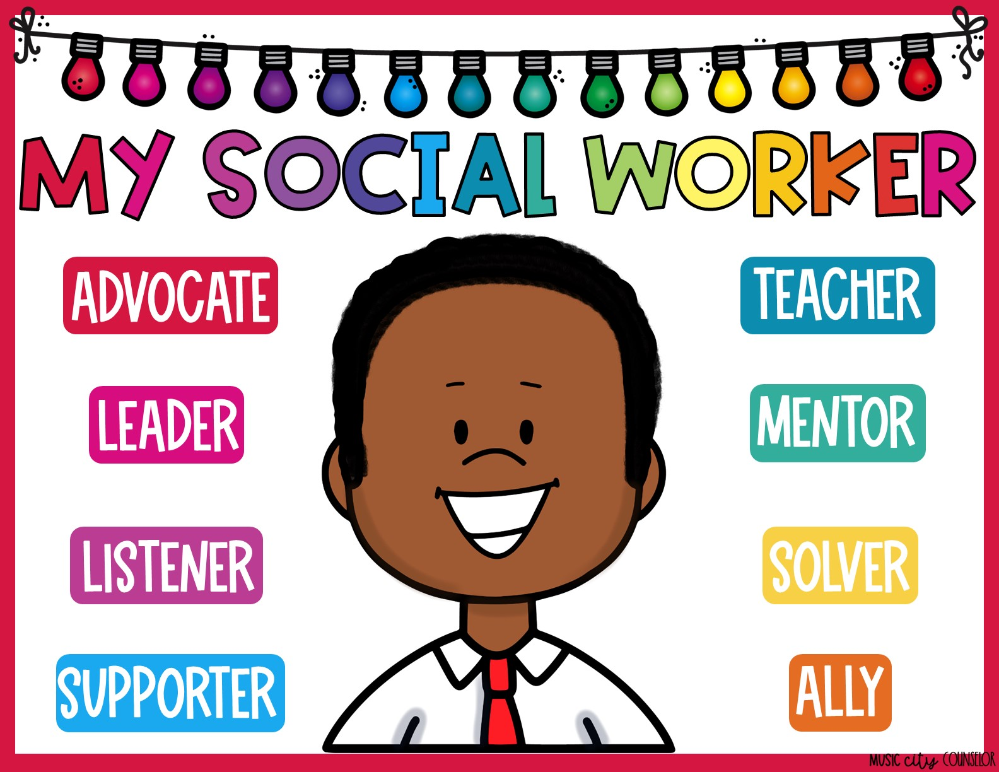 MY SOCIAL WORKER
ADVOCATE
LEADER
LISTENER
SUPPORTER
TEACHER
MENTOR
SOLVER
ALLY
MUSIC city COUNSELOR